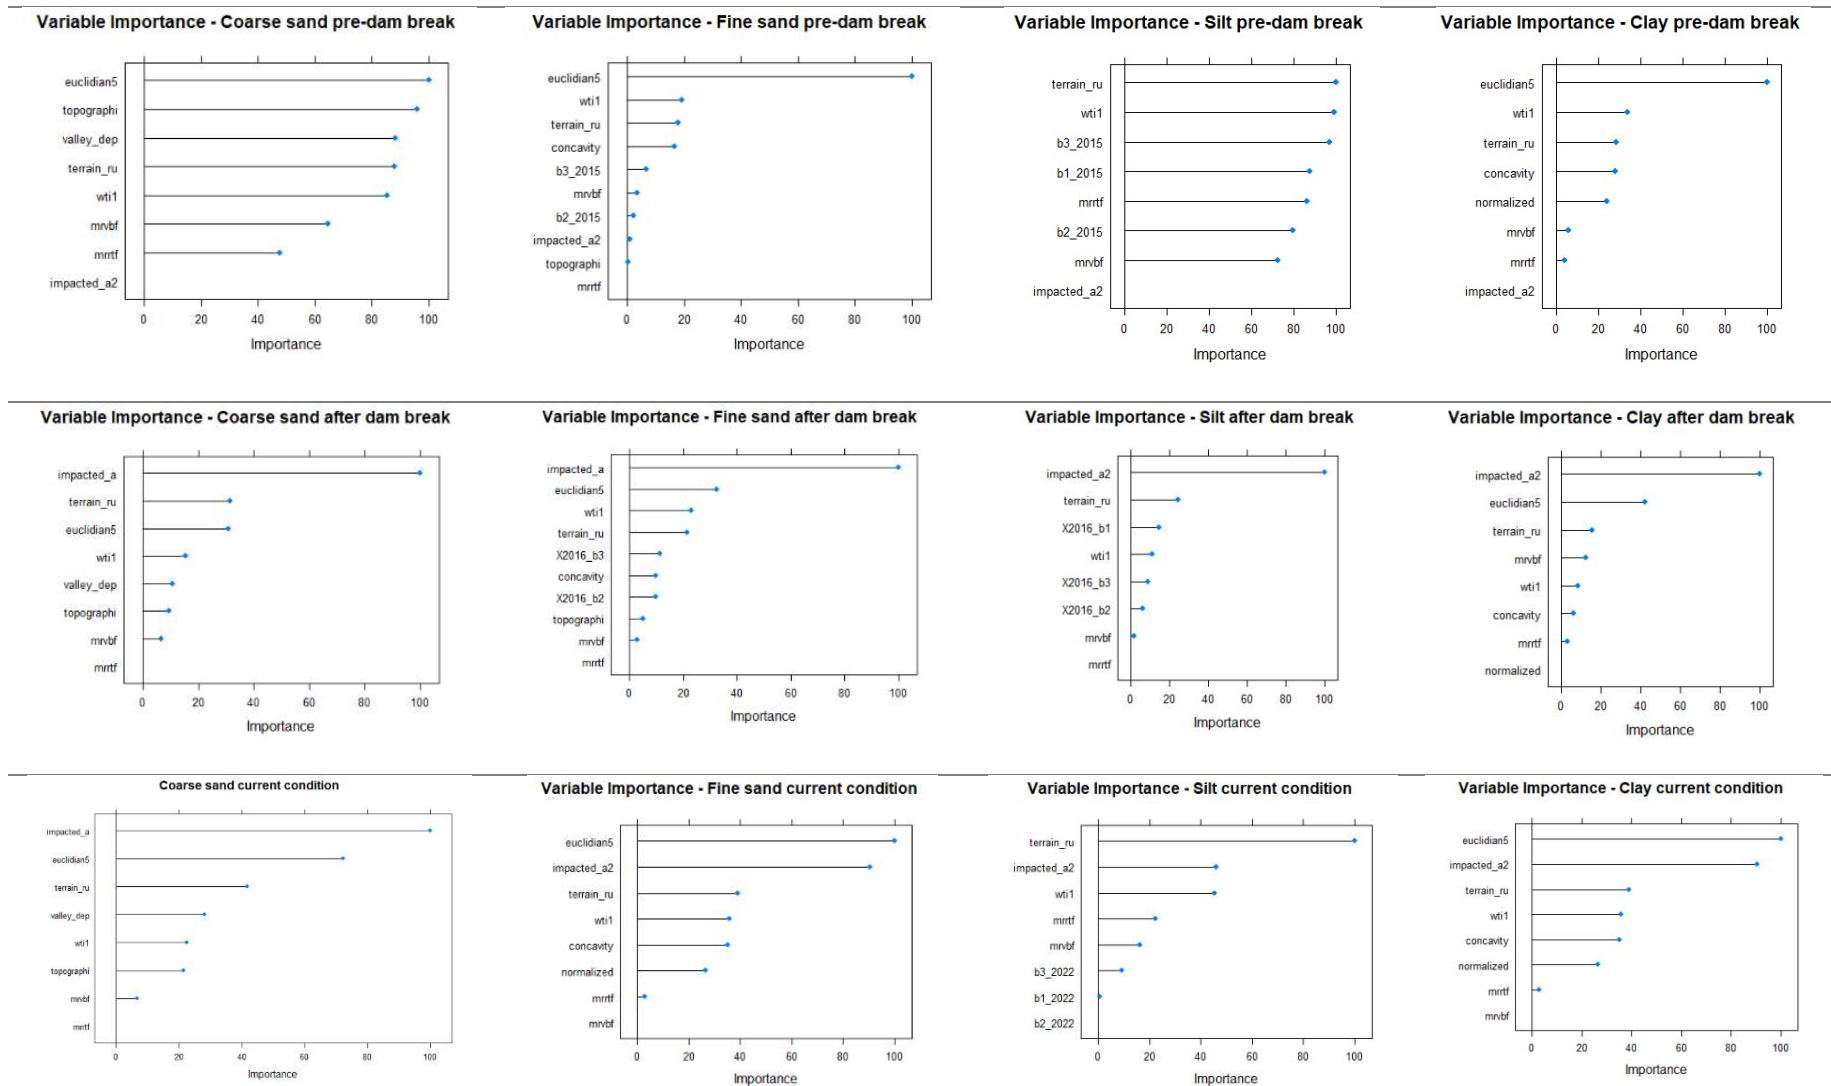 Variable Importance - Coarse sand pre-dam break
euclidian5
topographi
valley_dep
terrain_ru
wti1
mrvbf
mrrtf
impacted_a2
0 20 40 60 80 100
Importance
Variable Importance - Fine sand pre-dam break
euclidian5
wti1
terrain_ru
concavity
b3_2015
mrvbf
b2_2015
impacted_a2
topographi
mrrtf
0 20 40 60 80 100
Importance
Variable Importance - Silt pre-dam break
terrain_ru
wti1
b3_2015
b1_2015
mrrtf
b2_2015
mrvbf
impacted_a2
0 20 40 60 80 100
Importance
Variable Importance - Clay pre-dam break
euclidian5
wti1
terrain_ru
concavity
normalized
mrvbf
mrrtf
impacted_a2
0 20 40 60 80 100
Importance
Variable Importance - Coarse sand after dam break
impacted_a
terrain_ru
euclidian5
wti1
valley_dep
topographi
mrvbf
mrrtf
0 20 40 60 80 100
Importance
Variable Importance - Fine sand after dam break
impacted_a
euclidian5
wti1
terrain_ru
X2016_b3
concavity
X2016_b2
topographi
mrvbf
mrrtf
0 20 40 60 80 100
Importance
Variable Importance - Silt after dam break
impacted_a2
terrain_ru
X2016_b1
wti1
X2016_b3
X2016_b2
mrvbf
mrrtf
0 20 40 60 80 100
Importance
Variable Importance - Clay after dam break
impacted_a2
euclidian5
terrain_ru
mrvbf
wti1
concavity
mrrtf
normalized
0 20 40 60 80 100
Importance
Coarse sand current condition
impacted_a
euclidian5
terrain_ru
valley_dep
wti1
topographi
mrvbf
mrrtf
0 20 40 60 80 100
Importance
Variable Importance - Fine sand current condition
euclidian5
impacted_a2
terrain_ru
wti1
concavity
normalized
mrrtf
mrvbf
0 20 40 60 80 100
Importance
Variable Importance - Silt current condition
terrain_ru
impacted_a2
wti1
mrrtf
mrvbf
b3_2022
b1_2022
b2_2022
0 20 40 60 80 100
Importance
Variable Importance - Clay current condition
euclidian5
impacted_a2
terrain_ru
wti1
concavity
normalized
mrrtf
mrvbf
0 20 40 60 80 100
Importance